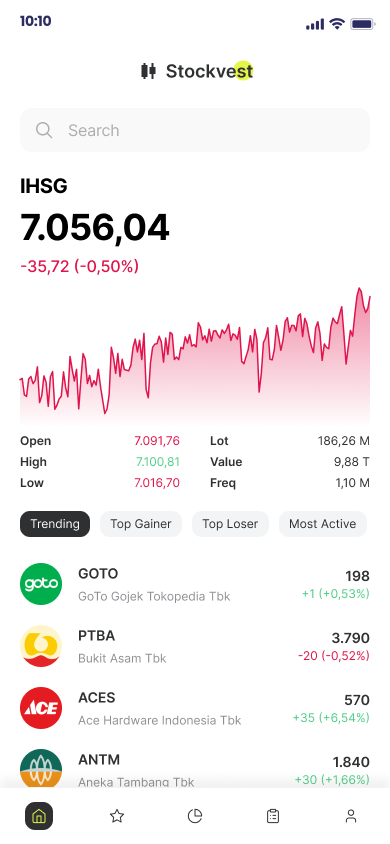 10:10
Stockvest
Search
IHSG
7.056,04
-35,72 (-0,50%)
Open 7.091,76 Lot 186,26 M
High 7.100,81 Value 9,88 T
Low 7.016,70 Freq 1,10 M
Trending Top Gainer Top Loser Most Active
goto GOTO 198
GoTo Gojek Tokopedia Tbk +1 (+0,53%)
PTBA 3.790
Bukit Asam Tbk -20 (-0,52%)
ACE ACES 570
Ace Hardware Indonesia Tbk +35 (+6,54%)
ANTM 1.840
Aneka Tambang Tbk +30 (+1,66%)